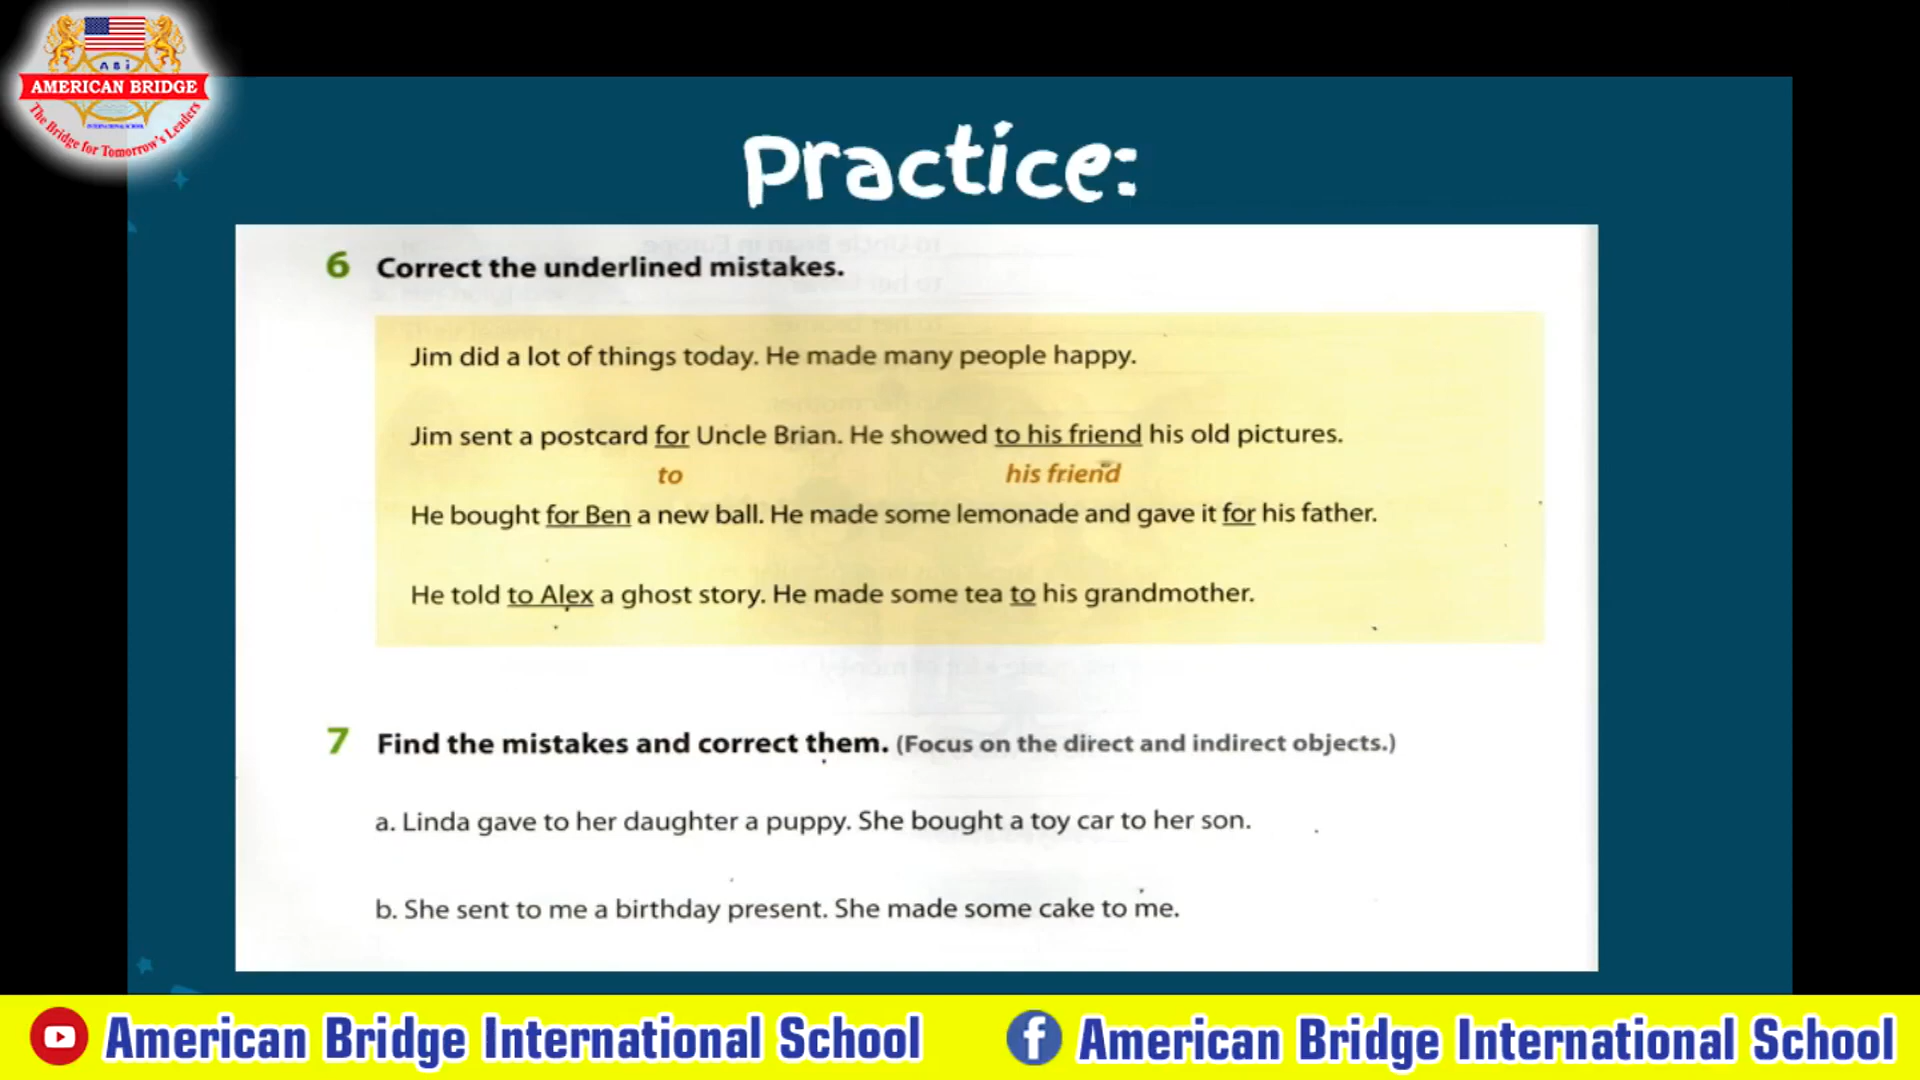 ABi
AMERICAN BRIDGE
INTERNATIONAL SCHOOL
The Bridge for Tomorrow's Leaders
Practice:
6 Correct the underlined mistakes.
Jim did a lot of things today. He made many people happy.
Jim sent a postcard for Uncle Brian. He showed to his friend his old pictures.
to his friend
He bought for Ben a new ball. He made some lemonade and gave it for his father.
He told to Alex a ghost story. He made some tea to his grandmother.
7 Find the mistakes and correct them. (Focus on the direct and indirect objects.)
a. Linda gave to her daughter a puppy. She bought a toy car to her son.
b. She sent to me a birthday present. She made some cake to me.
American Bridge International School American Bridge International School